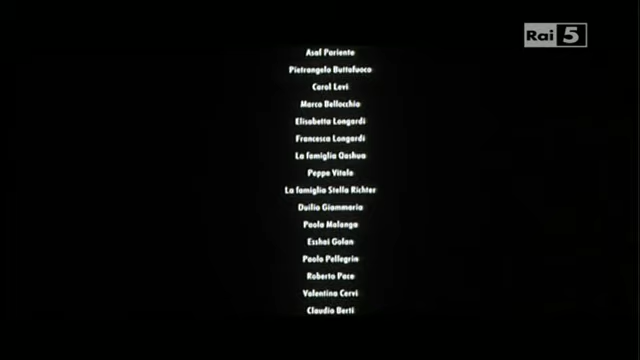 Rai 5
Asaf Pariente
Pietrangelo Buttafuoco
Carol Levi
Marco Bellocchio
Elisabetta Longardi
Francesca Longardi
La famiglia Oashua
Peppe Vitale
La famiglia Stella Richter
Duilio Giammaria
Paola Malanga
Esshai Golan
Paolo Pellegrin
Roberto Pace
Valentina Cervi
Claudio Berti